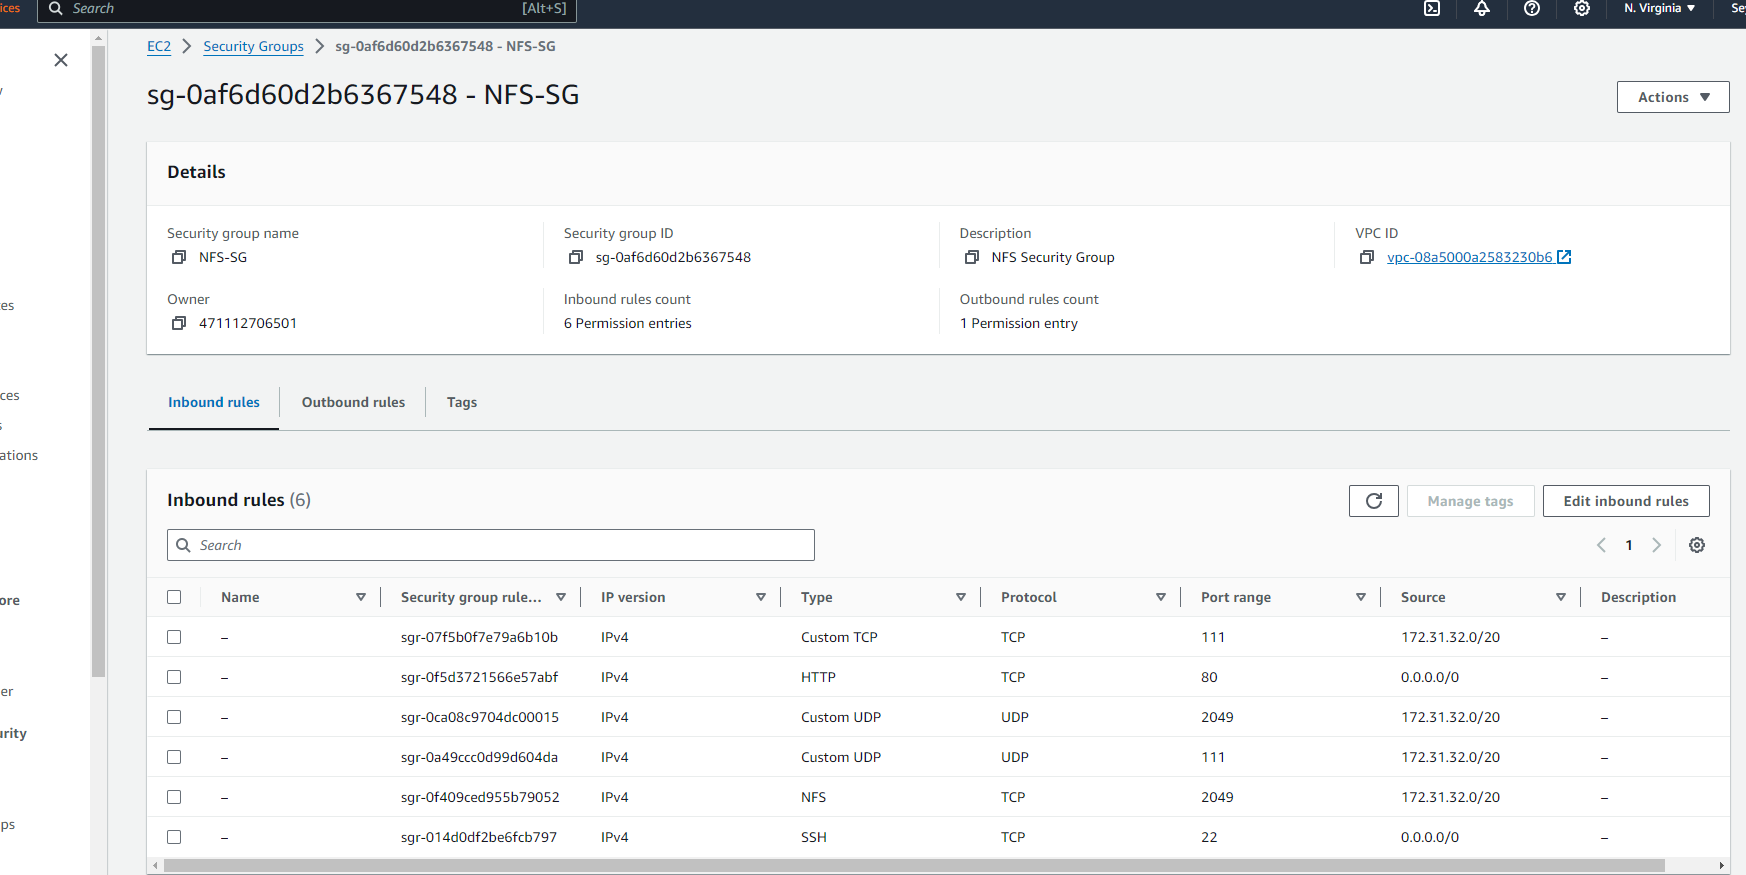 ices
Search [Alt+S] N. Virginia
EC2 Security Groups sg-0af6d60d2b6367548 - NFS-SG
sg-0af6d60d2b6367548 - NFS-SG
Actions
Details
Security group name Security group ID Description VPC ID
NFS-SG sg-0af6d60d2b6367548 NFS Security Group vpc-08a5000a2583230b6
Owner Inbound rules count Outbound rules count
471112706501 6 Permission entries 1 Permission entry
ces
ces
s
ations
ore
er
urity
ps
Inbound rules Outbound rules Tags
Inbound rules (6) Manage tags Edit inbound rules
Search 1
Name Security group rule... IP version Type Protocol Port range Source Description
– sgr-07f5b0f7e79a6b10b IPv4 Custom TCP TCP 111 172.31.32.0/20 –
– sgr-0f5d3721566e57abf IPv4 HTTP TCP 80 0.0.0.0/0 –
– sgr-0ca08c9704dc00015 IPv4 Custom UDP UDP 2049 172.31.32.0/20 –
– sgr-0a49ccc0d99d604da IPv4 Custom UDP UDP 111 172.31.32.0/20 –
– sgr-0f409ced955b79052 IPv4 NFS TCP 2049 172.31.32.0/20 –
– sgr-014d0df2be6fcb797 IPv4 SSH TCP 22 0.0.0.0/0 –